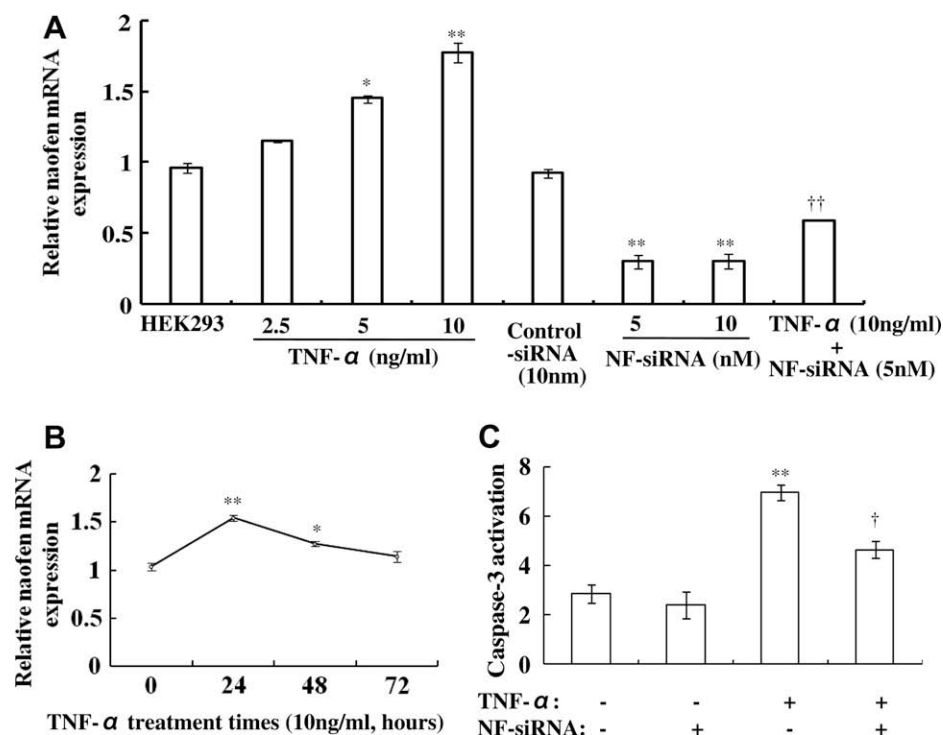 A
Relative naofen mRNA
expression
2
1.5
1
0.5
0
*
**
**
**
††
HEK293
2.5
5
10
TNF-α (ng/ml)
Control
-siRNA
(10nm)
5
10
NF-siRNA (nM)
TNF-α (10ng/ml)
+
NF-siRNA (5nM)
B
Relative naofen mRNA
expression
2
1.5
1
0.5
0
**
*
0
24
48
72
TNF-α treatment times (10ng/ml, hours)
C
Caspase-3 activation
8
6
4
2
0
**
†
TNF-α: - - + +
NF-siRNA: - + - +